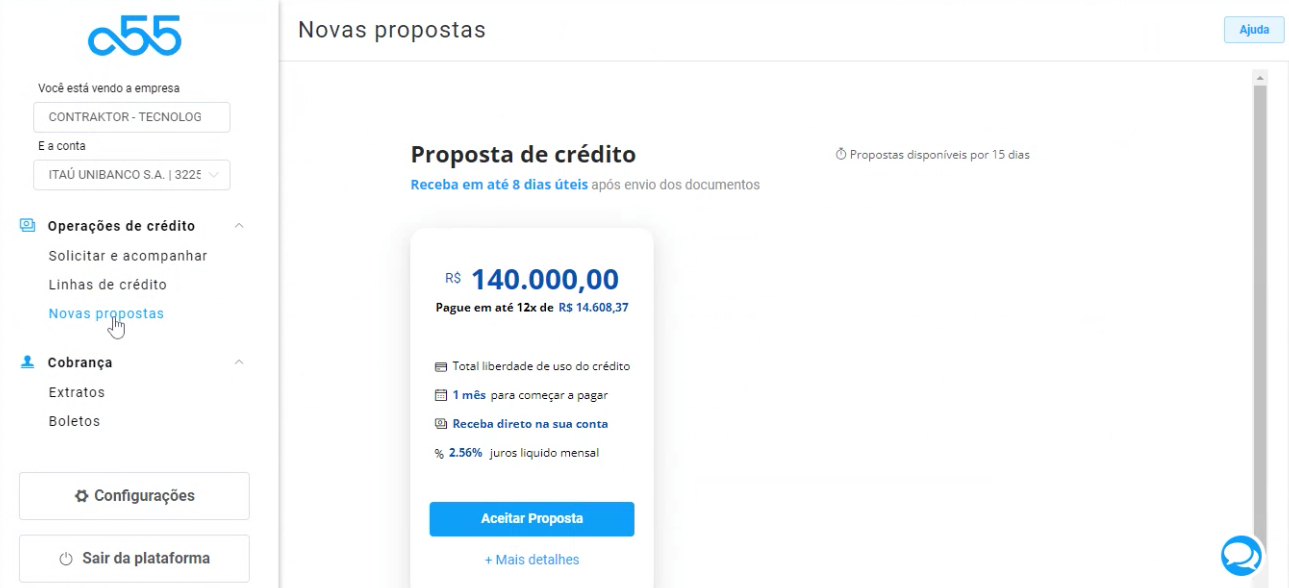 a55
Você está vendo a empresa
CONTRAKTOR - TECNOLOG
E a conta
ITAÚ UNIBANCO S.A. | 3225
Operações de crédito
Solicitar e acompanhar
Linhas de crédito
Novas propostas
Cobrança
Extratos
Boletos
Configurações
Sair da plataforma
Novas propostas
Ajuda
Proposta de crédito
Propostas disponíveis por 15 dias
Receba em até 8 dias úteis após envio dos documentos
R$ 140.000,00
Pague em até 12x de R$ 14.608,37
Total liberdade de uso do crédito
1 mês para começar a pagar
Receba direto na sua conta
% 2.56% juros liquido mensal
Aceitar Proposta
+ Mais detalhes